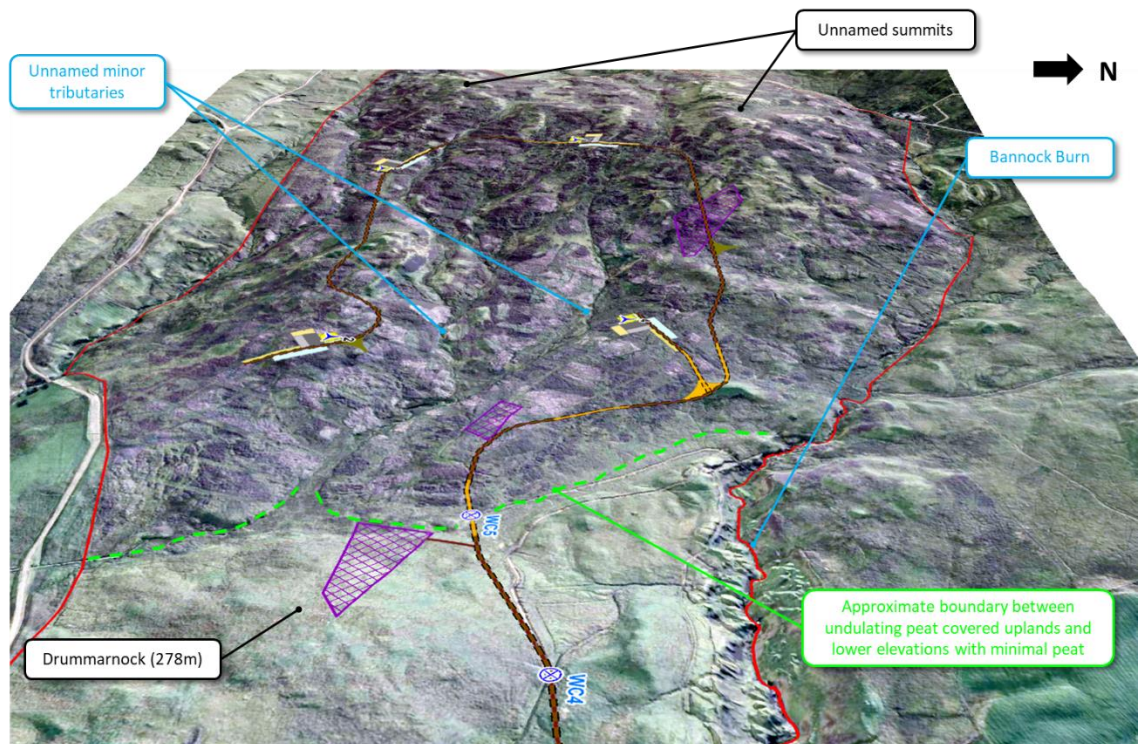 Unnamed summits
N
Unnamed minor
tributaries
Bannock Burn
WC5
Approximate boundary between
undulating peat covered uplands and
lower elevations with minimal peat
Drummarnock (278m)
WC4